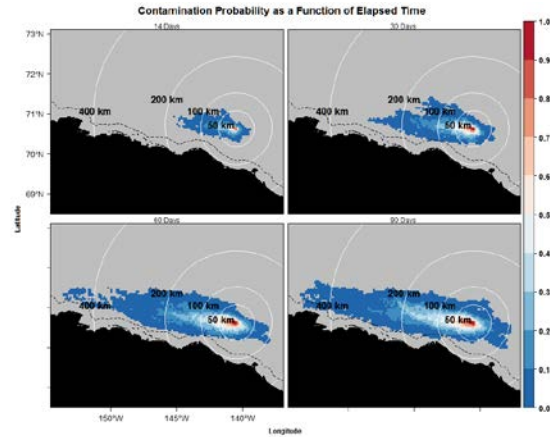 Contamination Probability as a Function of Elapsed Time
14 Days
30 Days
73°N
72°N
71°N
70°N
69°N
400 km
200 km
100 km
50 km
400 km
200 km
100 km
50 km
60 Days
90 Days
400 km
200 km
100 km
50 km
400 km
200 km
100 km
50 km
150°W
145°W
140°W
Latitude
Longitude
1.0
0.9
0.8
0.7
0.6
0.5
0.4
0.3
0.2
0.1
0.0